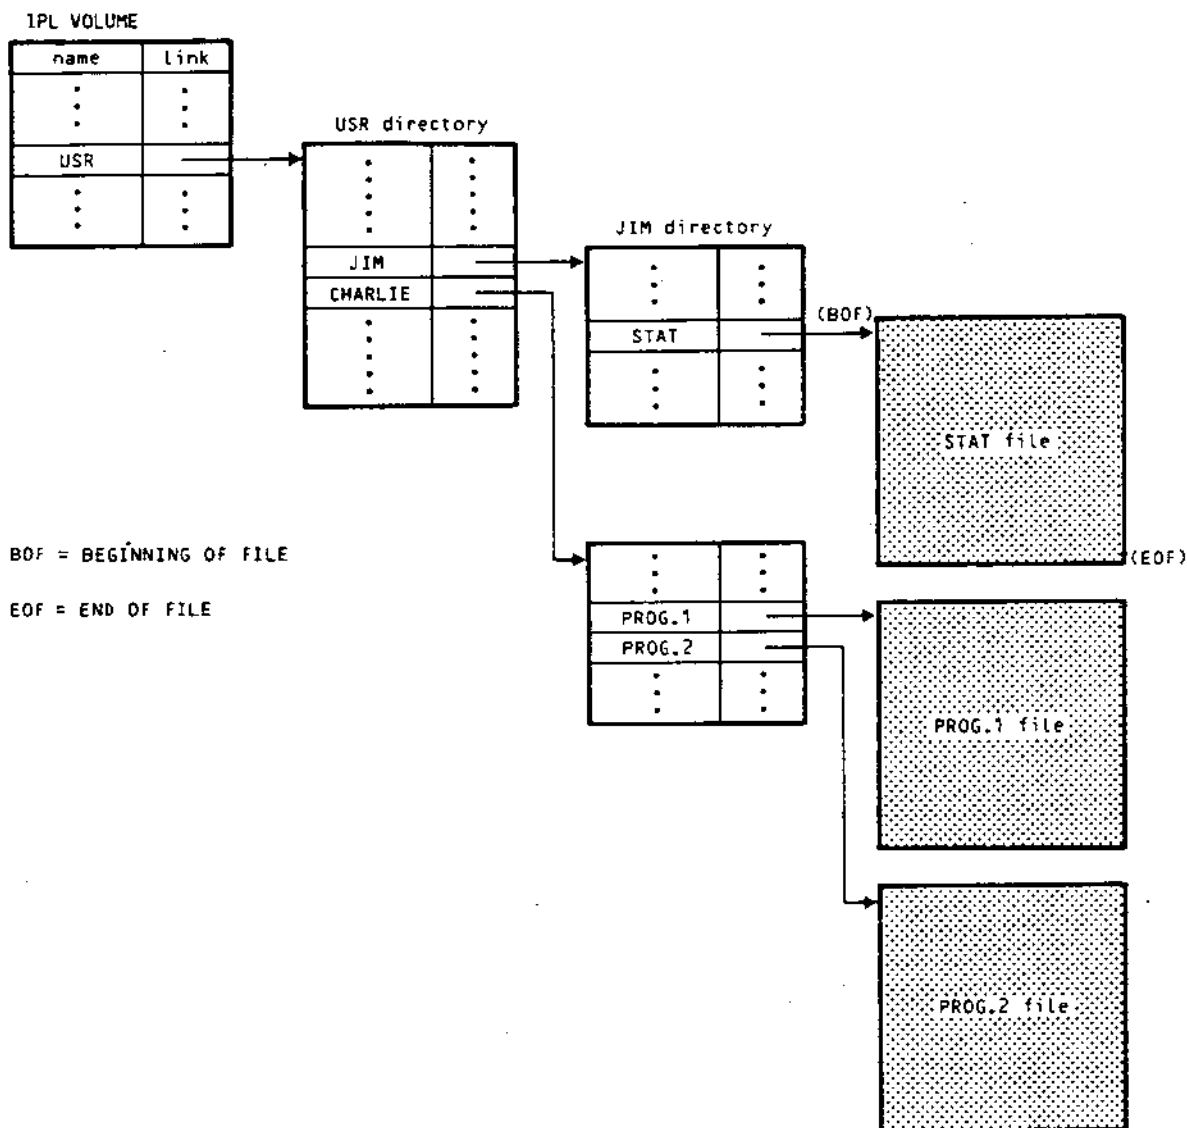 IPL VOLUME
name link
USR directory
USR
JIM directory
JIM
CHARLIE
(BOF)
STAT
STAT file
BOF = BEGINNING OF FILE
(EOF)
EOF = END OF FILE
PROG.1
PROG.2
PROG.1 file
PROG.2 file